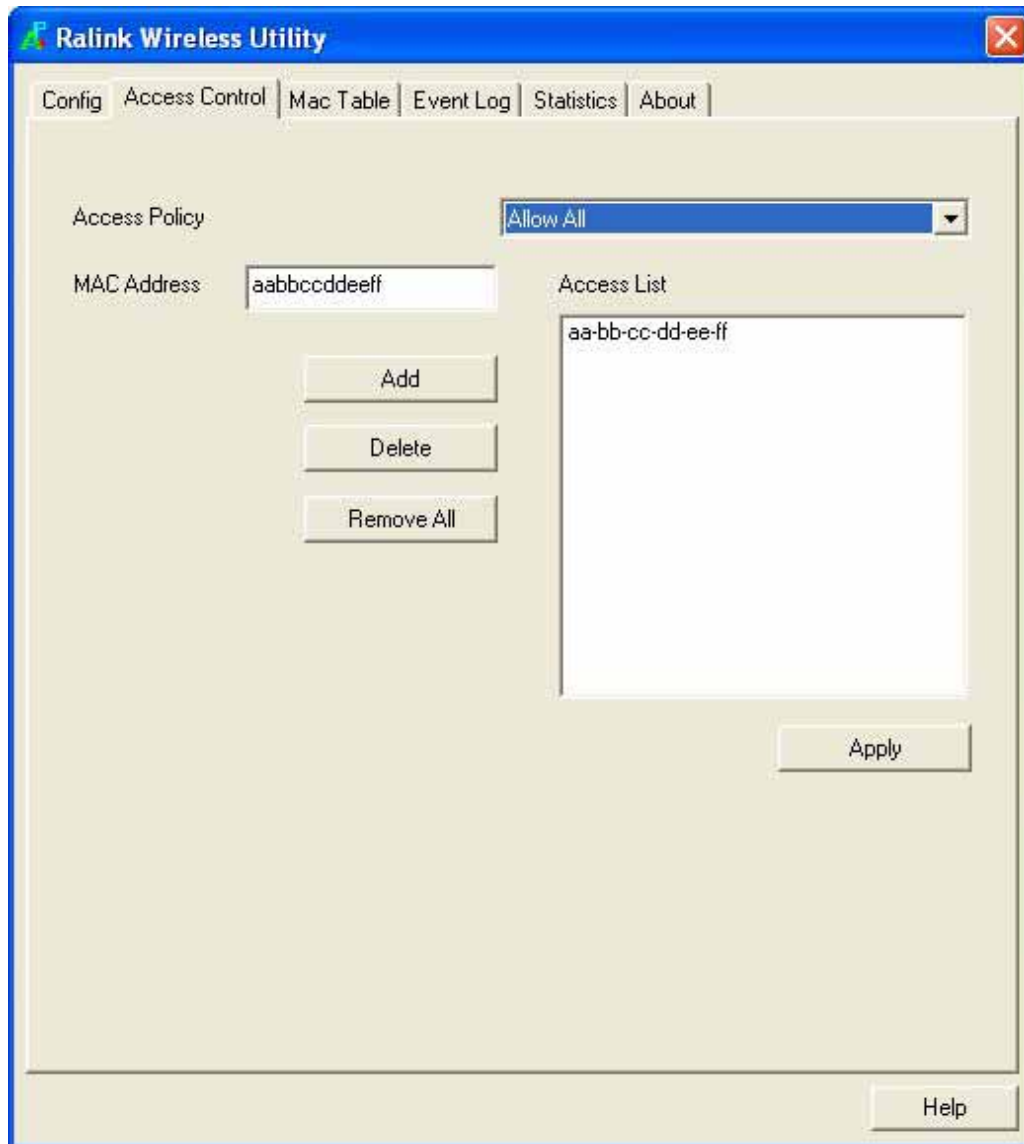 Ralink Wireless Utility
Config Access Control Mac Table Event Log Statistics About
Access Policy Allow All
MAC Address aabbccddeeff Access List
aa-bb-cc-dd-ee-ff
Add
Delete
Remove All
Apply
Help